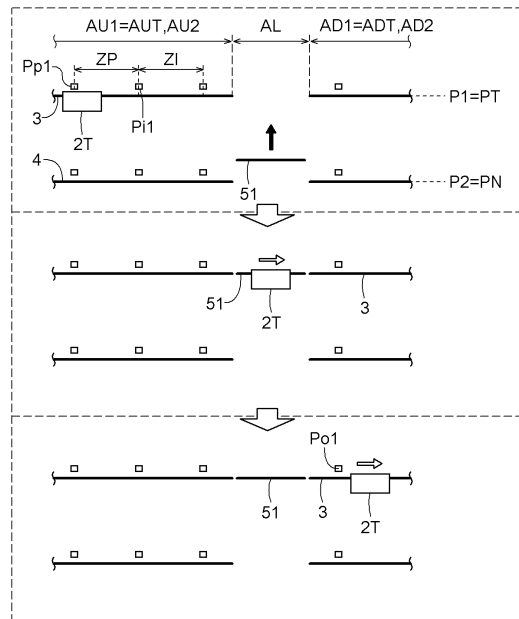 AU1=AUT,AU2 AL AD1=ADT,AD2
ZP ZI
Pp1
3 Pi1 P1=PT
2T
4
51 P2=PN
51 2T 3
Po1
51 3 2T